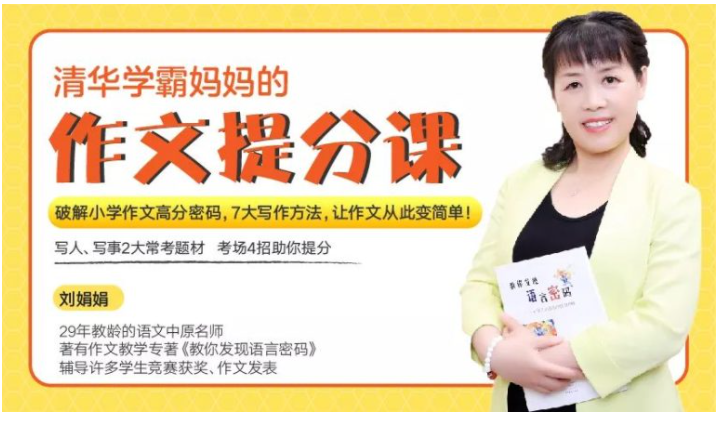 清华学霸妈妈的
作文提分课
破解小学作文高分密码，7大写作方法，让作文从此变简单！
写人、写事2大常考题材 考场4招助你提分
刘娟娟
29年教龄的语文中原名师
著有作文教学专著《教你发现语言密码》
辅导许多学生竞赛获奖、作文发表
教你发现
语言密码